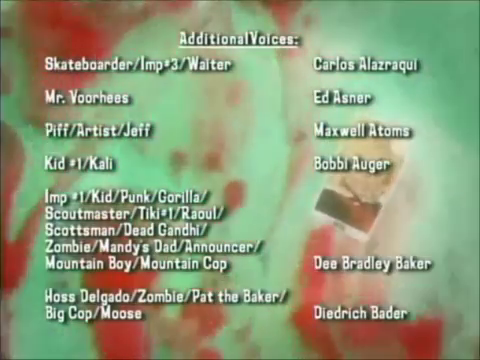 AdditionalVoices:
Skateboarder/Imp#3/Waiter Carlos Alazraqui
Mr. Voorhees Ed Asner
Piff/Artist/Jeff Maxwell Atoms
Kid #1/Kali Bobbi Auger
Imp #1/Kid/Punk/Gorilla/
Scoutmaster/Tiki#1/Raoul/
Scottsman/Dead Gandhi/
Zombie/Mandy's Dad/Announcer/
Mountain Boy/Mountain Cop Dee Bradley Baker
Hoss Delgado/Zombie/Pat the Baker/
Big Cop/Moose Diedrich Bader